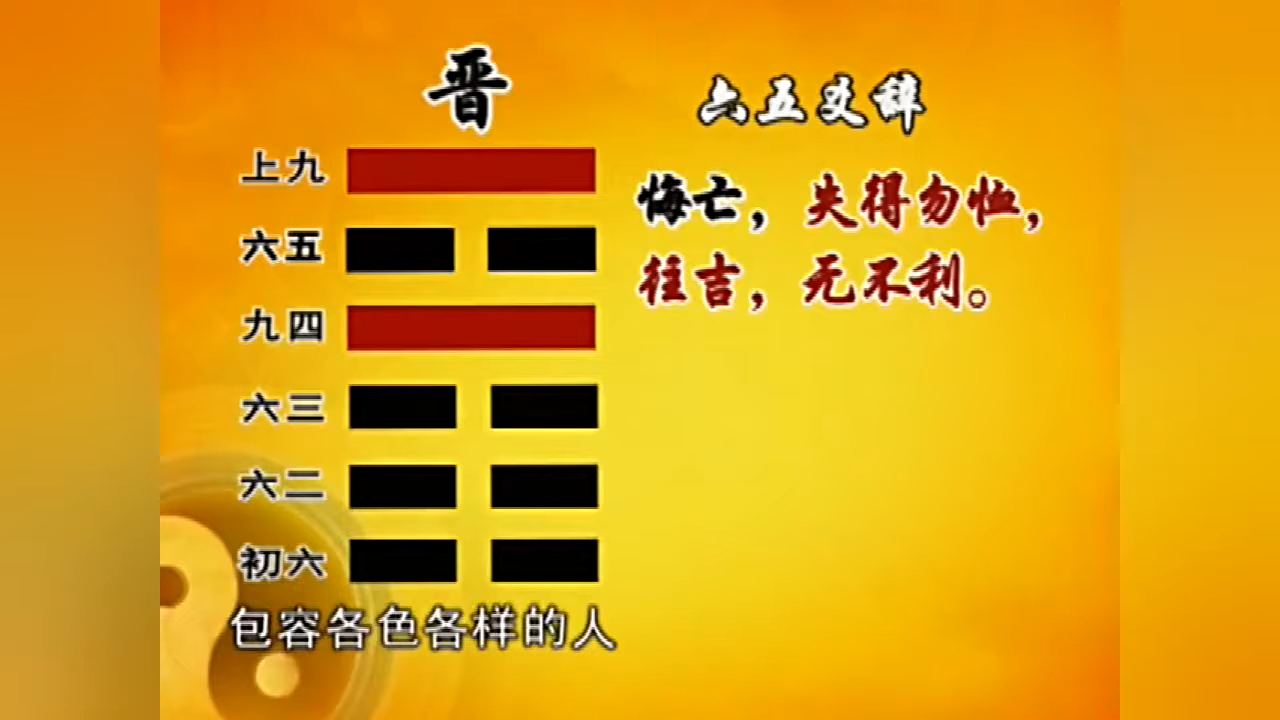 晋
六五爻辞
上九
六五
九四
六三
六二
初六
悔亡，失得勿恤，
往吉，无不利。
包容各色各样的人